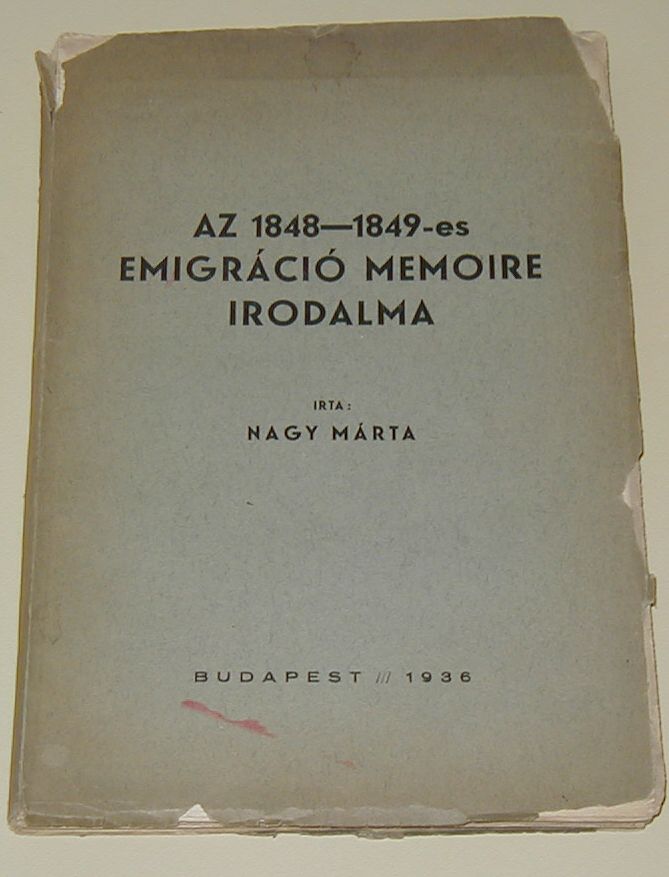 AZ 1848—1849-es
EMIGRÁCIÓ MEMOIRE
IRODALMA
IRTA:
NAGY MÁRTA
BUDAPEST /// 1936